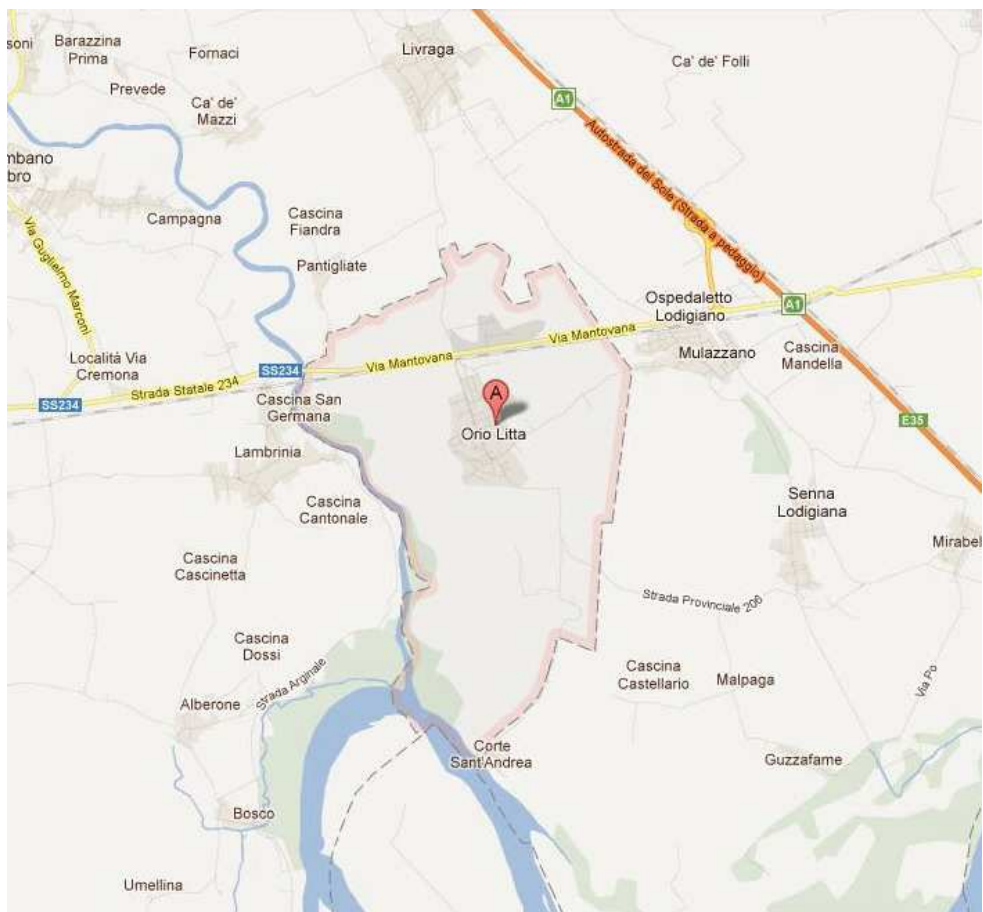 soni
Barazzina
Prima
Fornaci
Livraga
Ca' de' Folli
Prevede
Ca' de'
Mazzi
A1
Autostrada del Sole (Strada a pedaggio)
mbano
bro
Campagna
Cascina
Fiandra
Via Guglielmo Marconi
Pantigliate
Ospedaletto
Lodigiano
A1
Via Mantovana
Mulazzano
Cascina
Mandella
Località Via
Cremona
SS234
Via Mantovana
Strada Statale 234
SS234
Cascina San
Germana
A
Orio Litta
E35
Lambrinia
Cascina
Cantonale
Senna
Lodigiana
Mirabel
Cascina
Cascinetta
Strada Provinciale 206
Cascina
Dossi
Strada Arginale
Cascina
Castellario
Malpaga
Via Po
Alberone
Corte
Sant'Andrea
Guzzafame
Bosco
Umellina